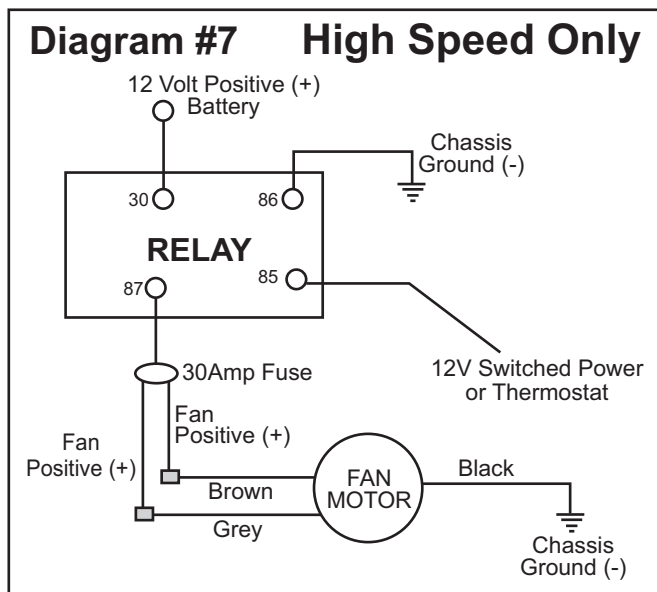 Diagram #7 High Speed Only
12 Volt Positive (+)
Battery
Chassis
Ground (-)
30
86
RELAY
87
85
30Amp Fuse
12V Switched Power
or Thermostat
Fan
Positive (+)
Fan
Positive (+)
Brown
Grey
FAN
MOTOR
Black
Chassis
Ground (-)